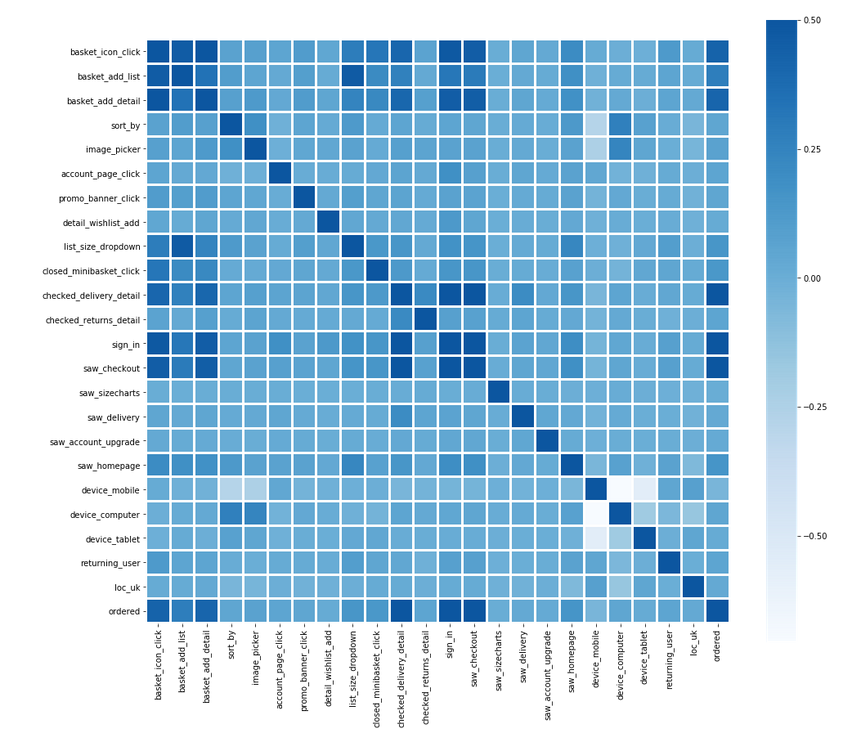 basket_icon_click
basket_add_list
basket_add_detail
sort_by
image_picker
account_page_click
promo_banner_click
detail_wishlist_add
list_size_dropdown
closed_minibasket_click
checked_delivery_detail
checked_returns_detail
sign_in
saw_checkout
saw_sizecharts
saw_delivery
saw_account_upgrade
saw_homepage
device_mobile
device_computer
device_tablet
returning_user
loc_uk
ordered
basket_icon_click
basket_add_list
basket_add_detail
sort_by
image_picker
account_page_click
promo_banner_click
detail_wishlist_add
list_size_dropdown
closed_minibasket_click
checked_delivery_detail
checked_returns_detail
sign_in
saw_checkout
saw_sizecharts
saw_delivery
saw_account_upgrade
saw_homepage
device_mobile
device_computer
device_tablet
returning_user
loc_uk
ordered
0.50
0.25
0.00
−0.25
−0.50